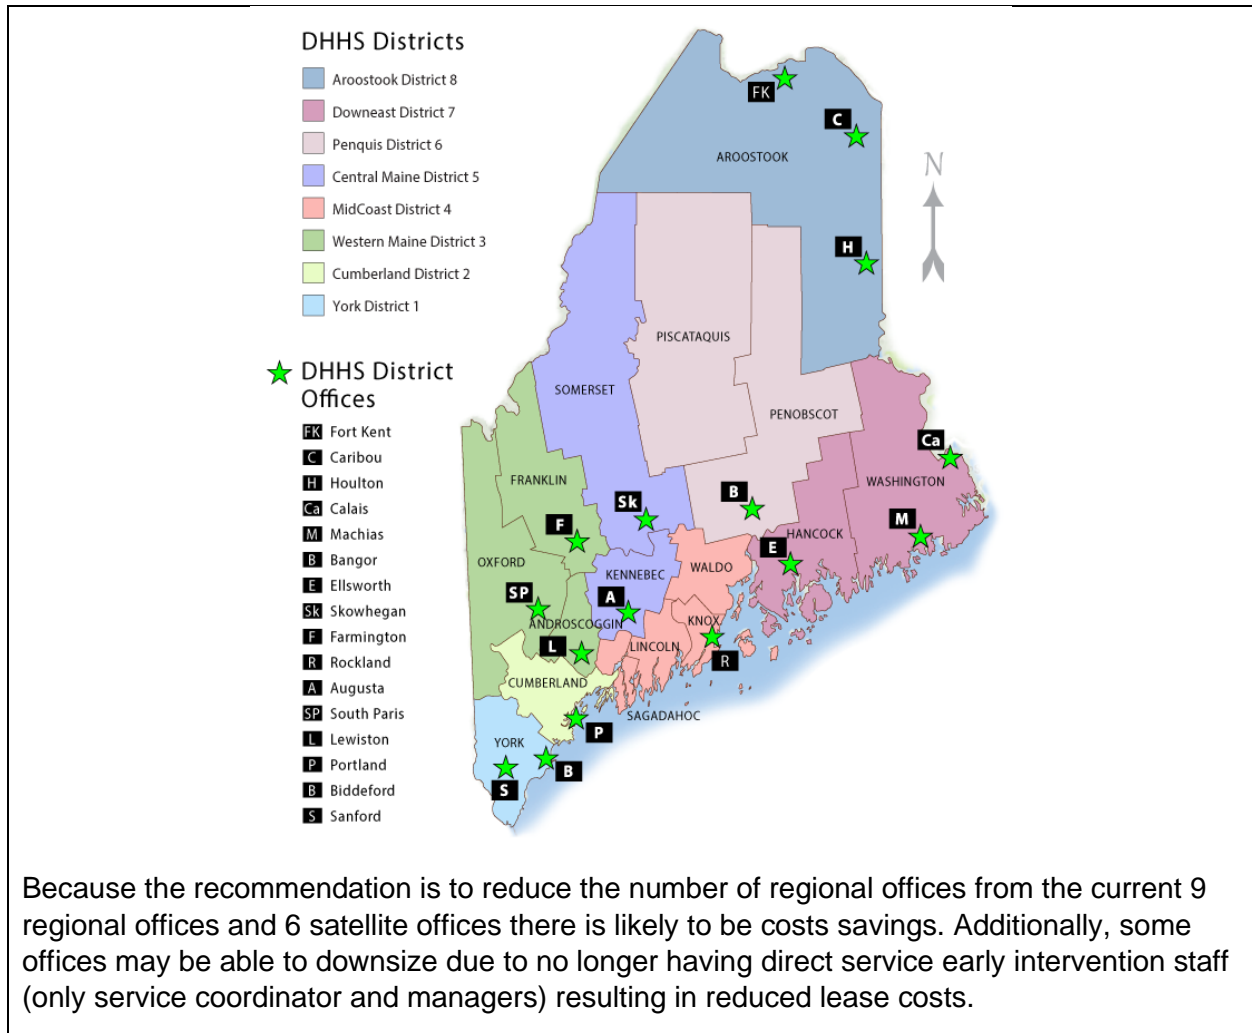 DHHS Districts
Aroostook District 8
Downeast District 7
Penquis District 6
Central Maine District 5
MidCoast District 4
Western Maine District 3
Cumberland District 2
York District 1
DHHS District
Offices
FK Fort Kent
C Caribou
H Houlton
Ca Calais
M Machias
B Bangor
E Ellsworth
Sk Skowhegan
F Farmington
R Rockland
A Augusta
SP South Paris
L Lewiston
P Portland
B Biddeford
S Sanford
FK
C
AROOSTOOK
N
H
PISCATAQUIS
SOMERSET
PENOBSCOT
Ca
FRANKLIN
WASHINGTON
Sk
B
F
M
HANCOCK
E
OXFORD
KENNEBEC
WALDO
SP
A
ANDROSCOGGIN
KNOX
L
LINCOLN
R
CUMBERLAND
SAGADAHOC
P
YORK
B
S
Because the recommendation is to reduce the number of regional offices from the current 9
regional offices and 6 satellite offices there is likely to be costs savings. Additionally, some
offices may be able to downsize due to no longer having direct service early intervention staff
(only service coordinator and managers) resulting in reduced lease costs.